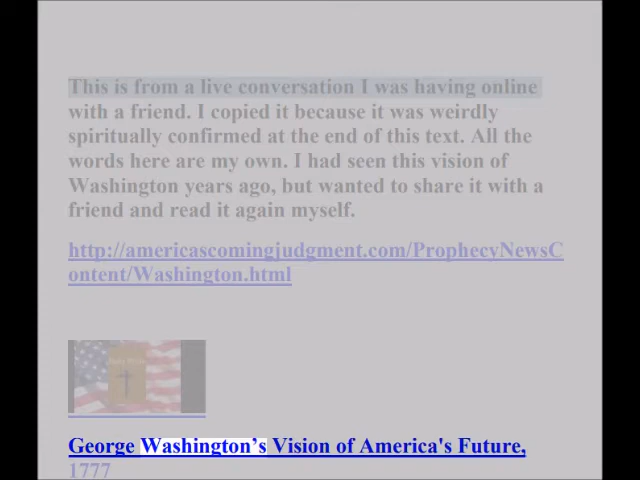 This is from a live conversation I was having online
with a friend. I copied it because it was weirdly
spiritually confirmed at the end of this text. All the
words here are my own. I had seen this vision of
Washington years ago, but wanted to share it with a
friend and read it again myself.
http://americascomingjudgment.com/ProphecyNewsC
ontent/Washington.html
George Washington’s Vision of America's Future,
1777